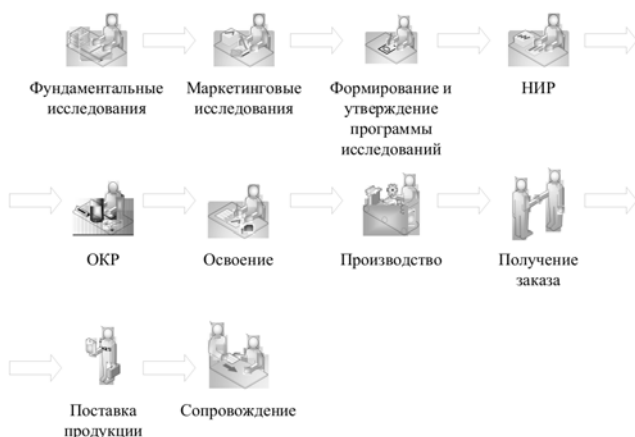 Фундаментальные
исследования
Маркетинговые
исследования
Формирование и
утверждение
программы
исследований
НИР
ОКР
Освоение
Производство
Получение
заказа
Поставка
продукции
Сопровождение